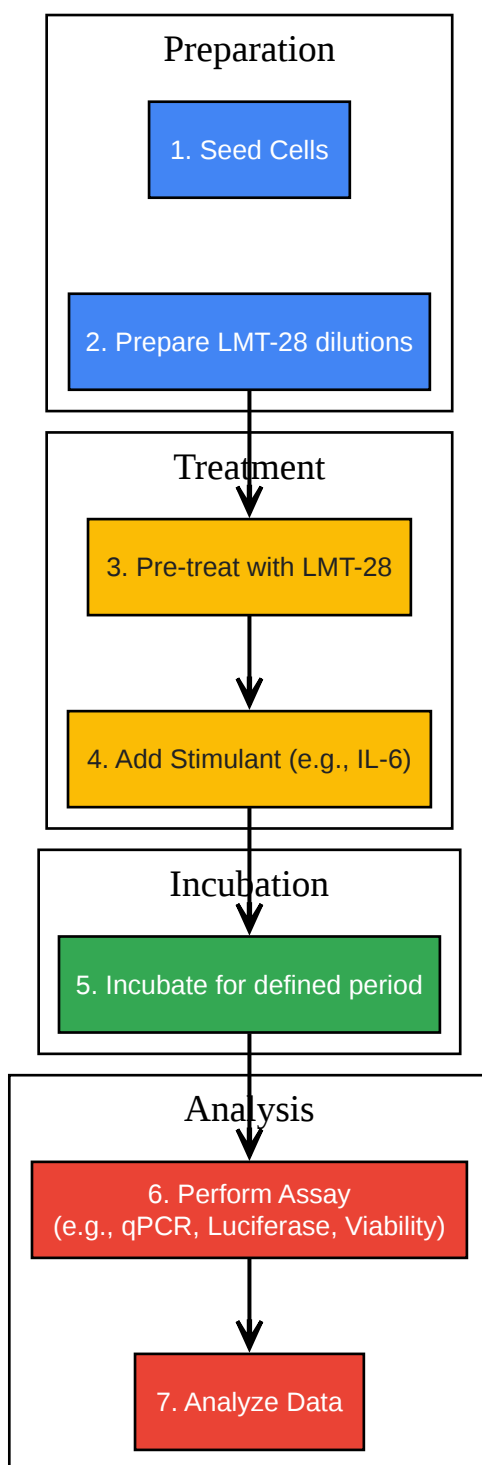 Preparation
1. Seed Cells
2. Prepare LMT-28 dilutions
Treatment
3. Pre-treat with LMT-28
4. Add Stimulant (e.g., IL-6)
Incubation
5. Incubate for defined period
Analysis
6. Perform Assay
(e.g., qPCR, Luciferase, Viability)
7. Analyze Data